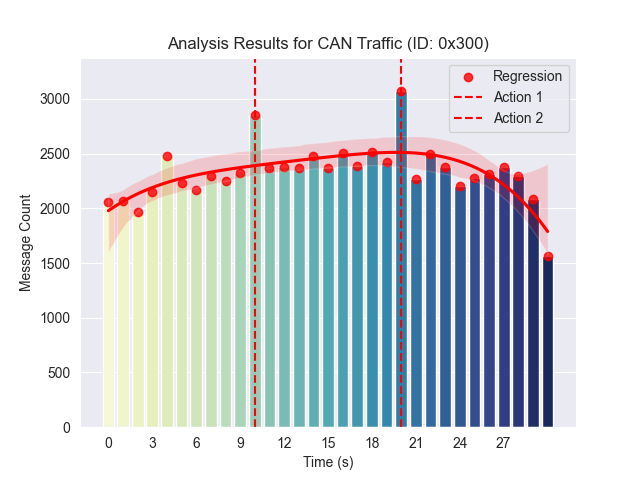 Analysis Results for CAN Traffic (ID: 0x300)
Regression
Action 1
Action 2
Message Count
3000
2500
2000
1500
1000
500
0
0 3 6 9 12 15 18 21 24 27
Time (s)